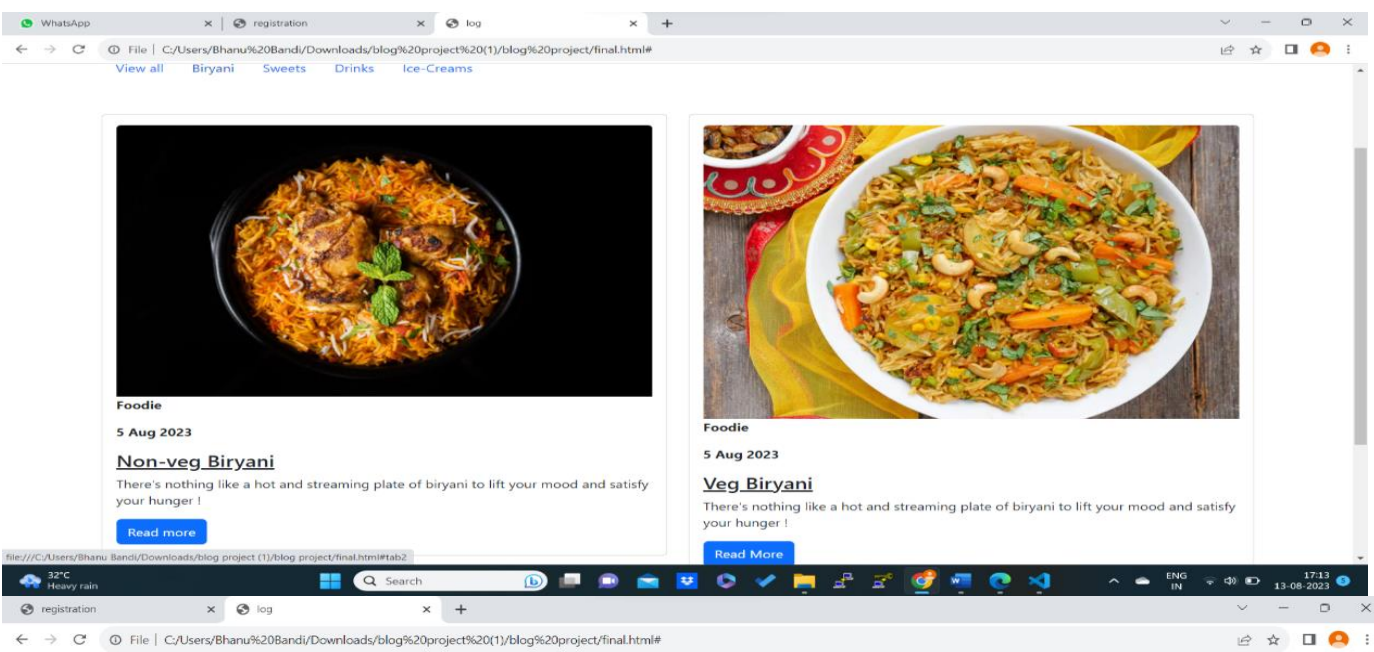 WhatsApp registration log
File C:/Users/Bhanu%20Bandi/Downloads/blog%20project%20(1)/blog%20project/final.html#
View all Biryani Sweets Drinks Ice-Creams
Foodie
5 Aug 2023
Non-veg Biryani
There's nothing like a hot and streaming plate of biryani to lift your mood and satisfy
your hunger !
Read more
Foodie
5 Aug 2023
Veg Biryani
There's nothing like a hot and streaming plate of biryani to lift your mood and satisfy
your hunger !
Read More
file:///C:/Users/Bhanu Bandi/Downloads/blog project (1)/blog project/final.html#tab2
32°C
Heavy rain
Search
ENG
IN
17:13
13-08-2023
registration log
File C:/Users/Bhanu%20Bandi/Downloads/blog%20project%20(1)/blog%20project/final.html#